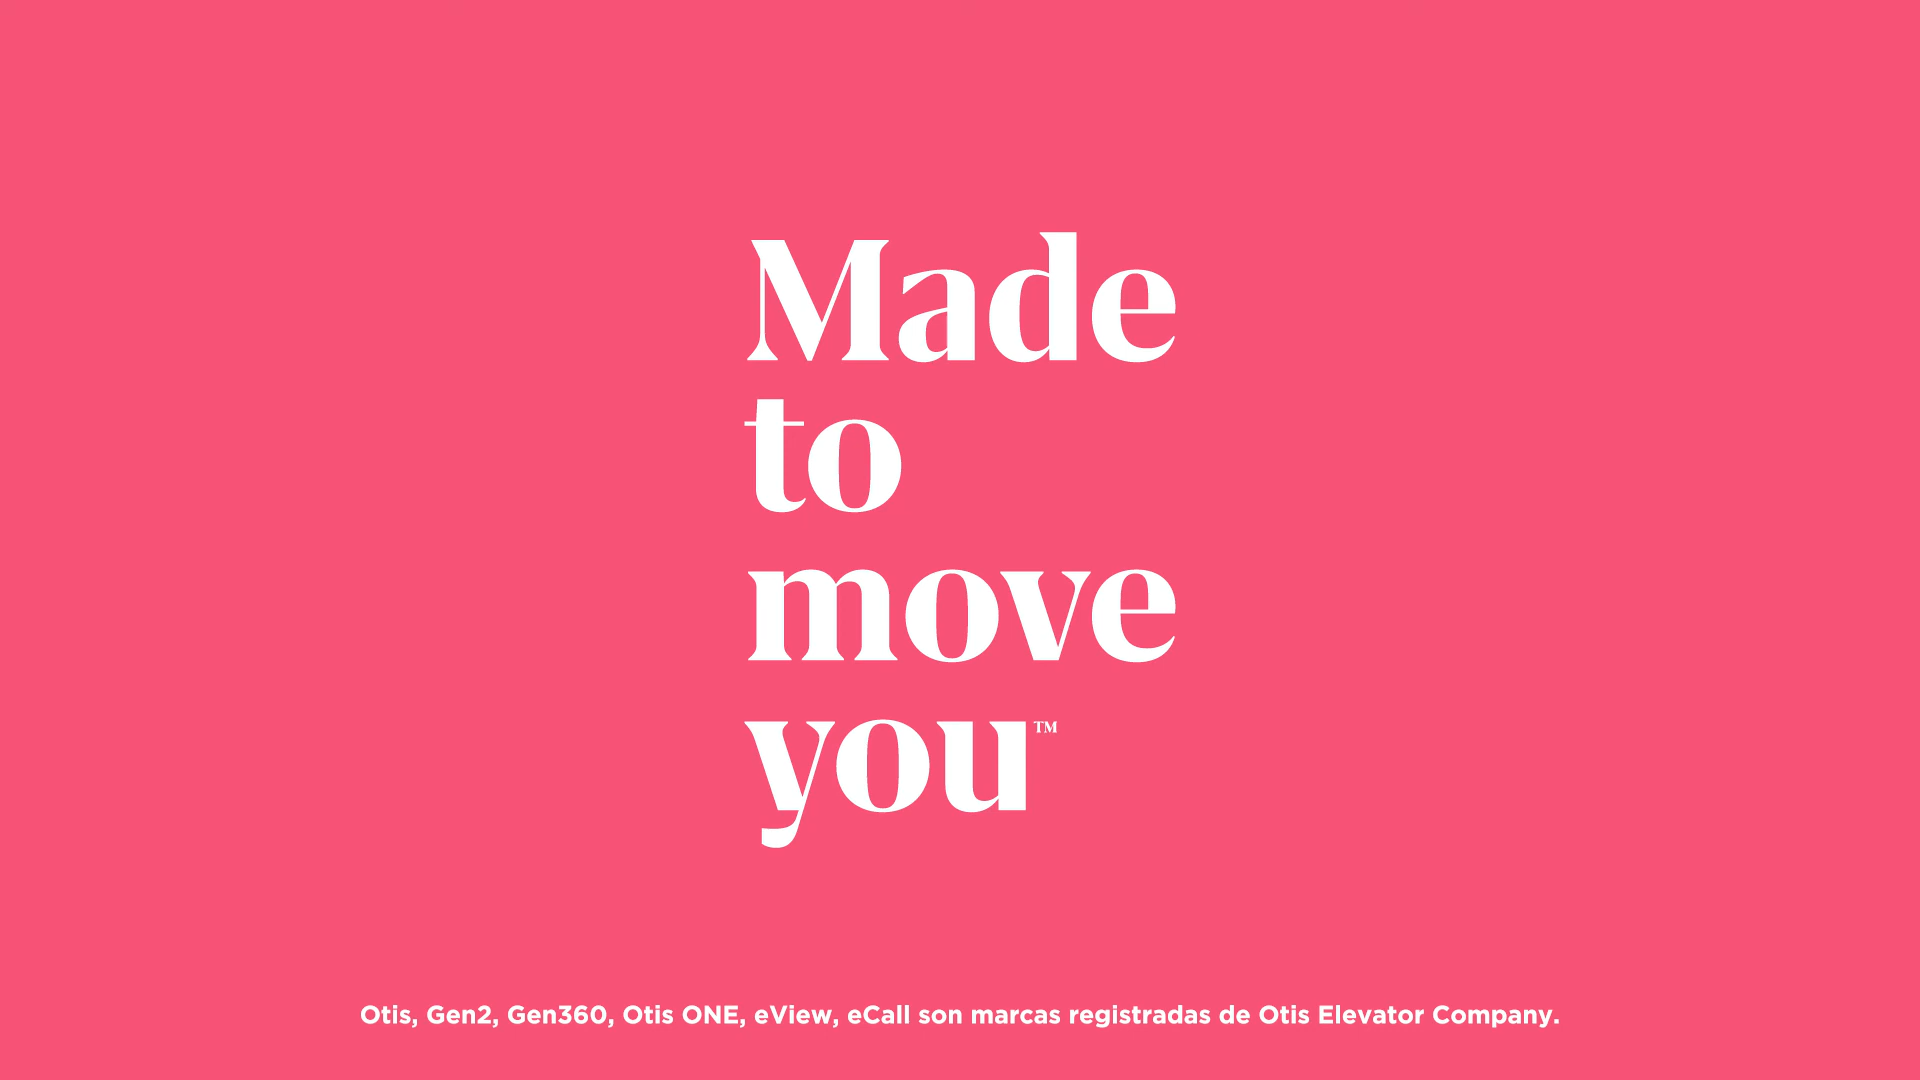 Made
to
move
you™
Otis, Gen2, Gen360, Otis ONE, eView, eCall son marcas registradas de Otis Elevator Company.